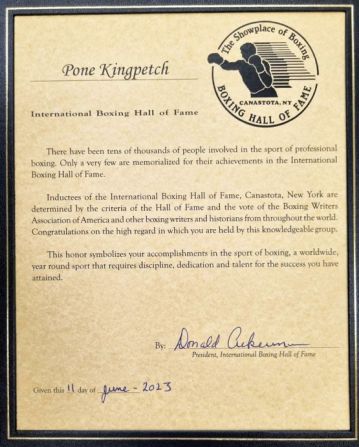 The Showplace of Boxing
CANASTOTA, NY
BOXING HALL OF FAME
Pone Kingpetch
International Boxing Hall of Fame
There have been tens of thousands of people involved in the sport of professional
boxing. Only a very few are memorialized for their achievements in the International
Boxing Hall of Fame.
Inductees of the International Boxing Hall of Fame, Canastota, New York are
determined by the criteria of the Hall of Fame and the vote of the Boxing Writers
Association of America and other boxing writers and historians from throughout the world.
Congratulations on the high regard in which you are held by this knowledgeable group.
This honor symbolizes your accomplishments in the sport of boxing, a worldwide,
year round sport that requires discipline, dedication and talent for the success you have
attained.
By: Donald Ackerman
President, International Boxing Hall of Fame
Given this 11 day of June - 2023